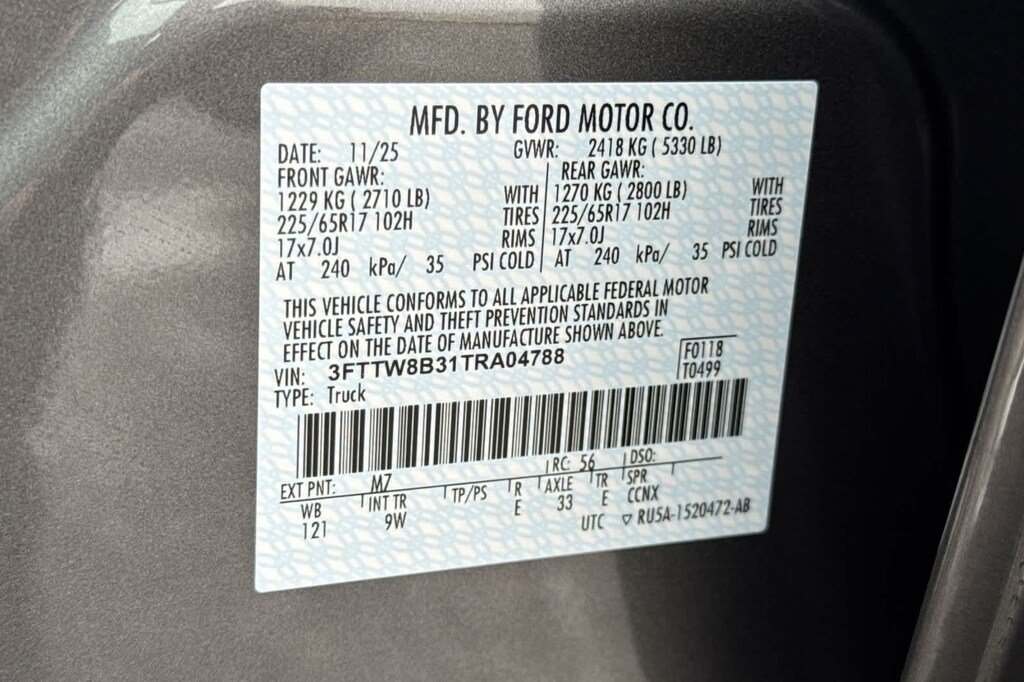 MFD. BY FORD MOTOR CO.
DATE: 11/25 GVWR: 2418 KG ( 5330 LB)
FRONT GAWR: REAR GAWR:
1229 KG ( 2710 LB) WITH 1270 KG ( 2800 LB) WITH
225/65R17 102H TIRES 225/65R17 102H TIRES
17x7.0J RIMS 17x7.0J RIMS
AT 240 kPa/ 35 PSI COLD AT 240 kPa/ 35 PSI COLD
THIS VEHICLE CONFORMS TO ALL APPLICABLE FEDERAL MOTOR
VEHICLE SAFETY AND THEFT PREVENTION STANDARDS IN
EFFECT ON THE DATE OF MANUFACTURE SHOWN ABOVE.
VIN: 3FTTW8B31TRA04788 F0118
TYPE: Truck T0499
EXT PNT: M7 RC: 56 DSO:
WB INT TR TP/PS R AXLE TR SPR
121 9W E 33 E CCNX
UTC ▽ RU5A-1520472-AB